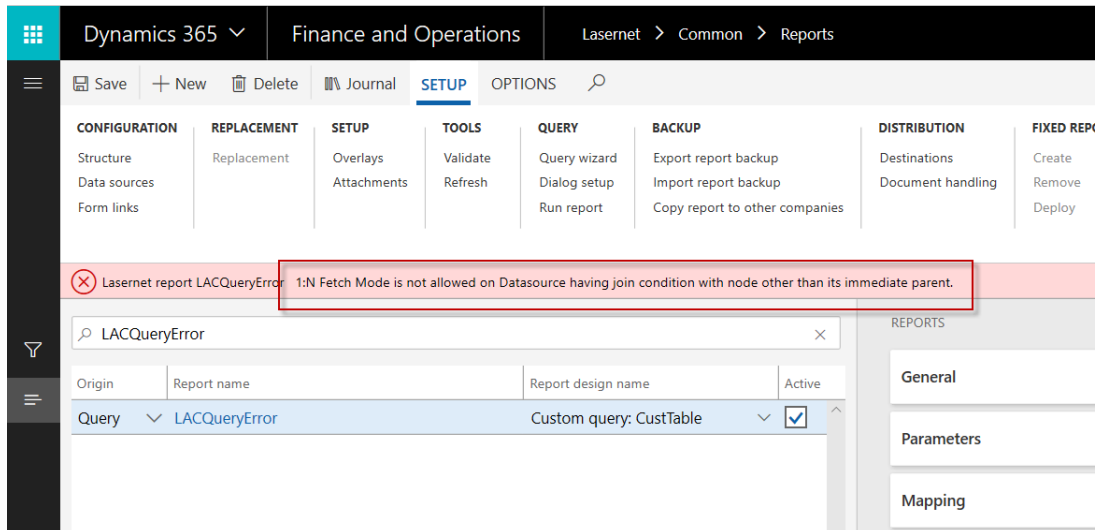 Dynamics 365 Finance and Operations Lasernet > Common > Reports
Save New Delete Journal SETUP OPTIONS
CONFIGURATION REPLACEMENT SETUP TOOLS QUERY BACKUP DISTRIBUTION FIXED REPO
Structure Replacement Overlays Validate Query wizard Export report backup Destinations Create
Data sources Attachments Refresh Dialog setup Import report backup Document handling Remove
Form links Run report Copy report to other companies Deploy
Lasernet report LACQueryError 1:N Fetch Mode is not allowed on Datasource having join condition with node other than its immediate parent.
LACQueryError
REPORTS
Origin Report name Report design name Active
General
Query LACQueryError Custom query: CustTable
Parameters
Mapping